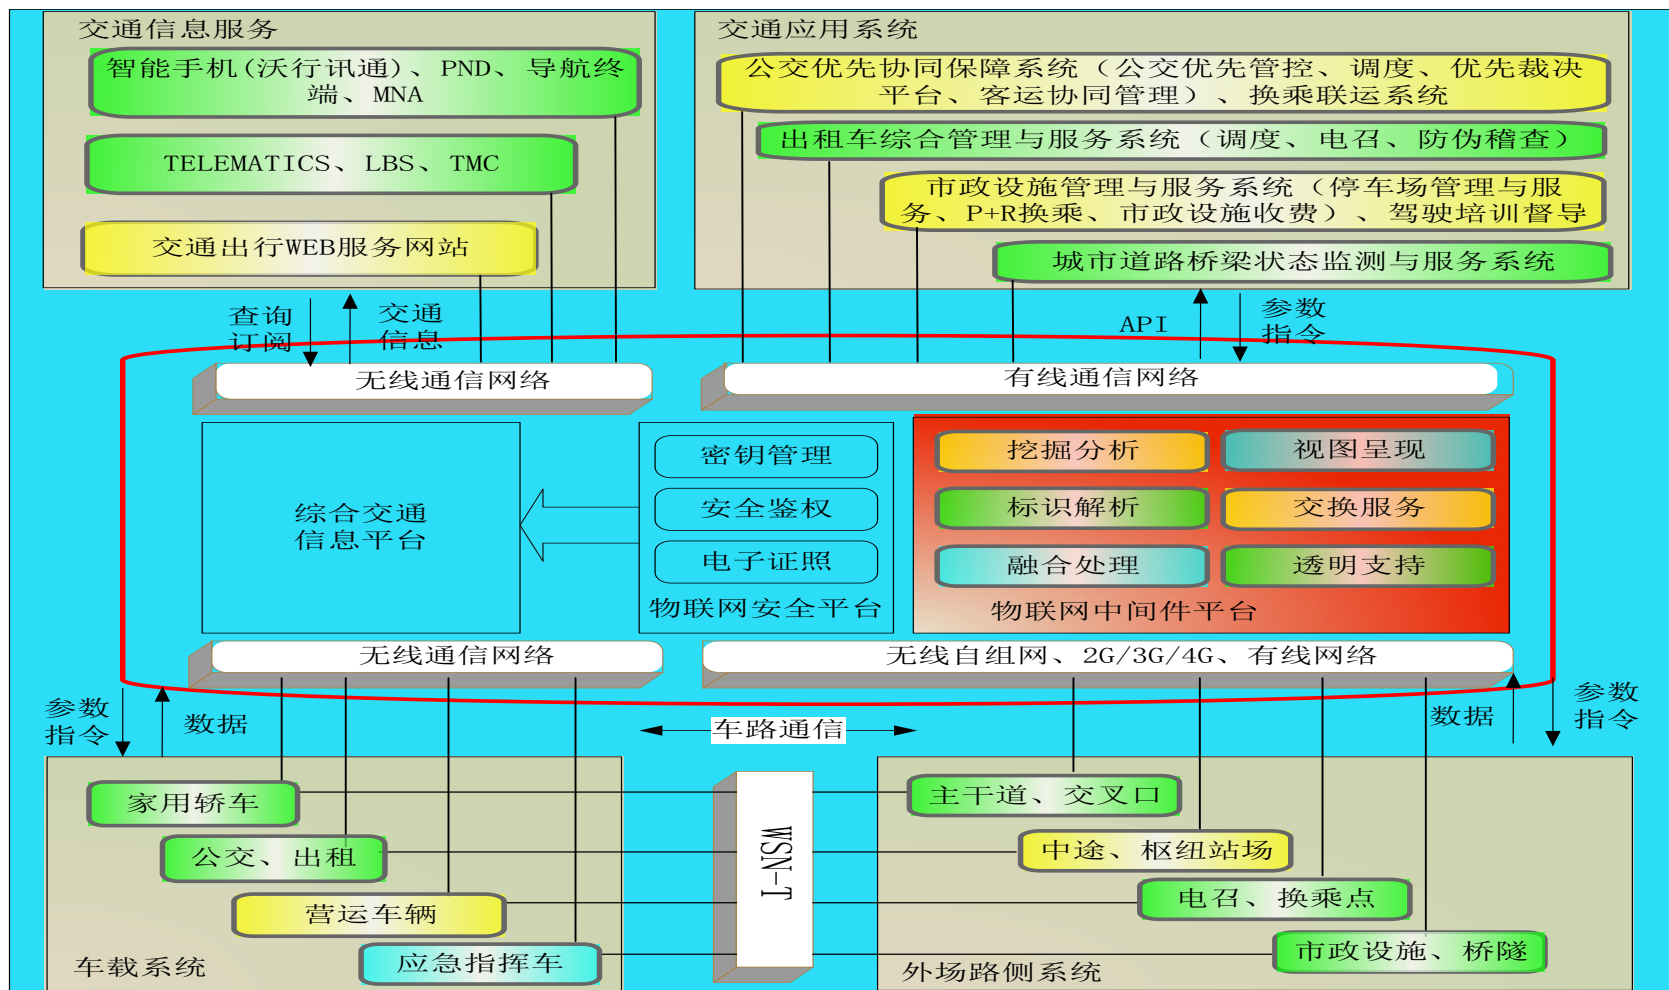 交通信息服务
智能手机(沃行讯通)、PND、导航终
端、MNA
TELEMATICS、LBS、TMC
交通出行WEB服务网站
交通应用系统
公交优先协同保障系统（公交优先管控、调度、优先裁决
平台、客运协同管理）、换乘联运系统
出租车综合管理与服务系统（调度、电召、防伪稽查）
市政设施管理与服务系统（停车场管理与服
务、P+R换乘、市政设施收费）、驾驶培训督导
城市道路桥梁状态监测与服务系统
查询
订阅
交通
信息
API
参数
指令
无线通信网络
有线通信网络
综合交通
信息平台
密钥管理
安全鉴权
电子证照
物联网安全平台
挖掘分析
视图呈现
标识解析
交换服务
融合处理
透明支持
物联网中间件平台
无线通信网络
无线自组网、2G/3G/4G、有线网络
参数
指令
数据
车路通信
数据
参数
指令
家用轿车
公交、出租
营运车辆
应急指挥车
车载系统
WSN-T
主干道、交叉口
中途、枢纽站场
电召、换乘点
市政设施、桥隧
外场路侧系统